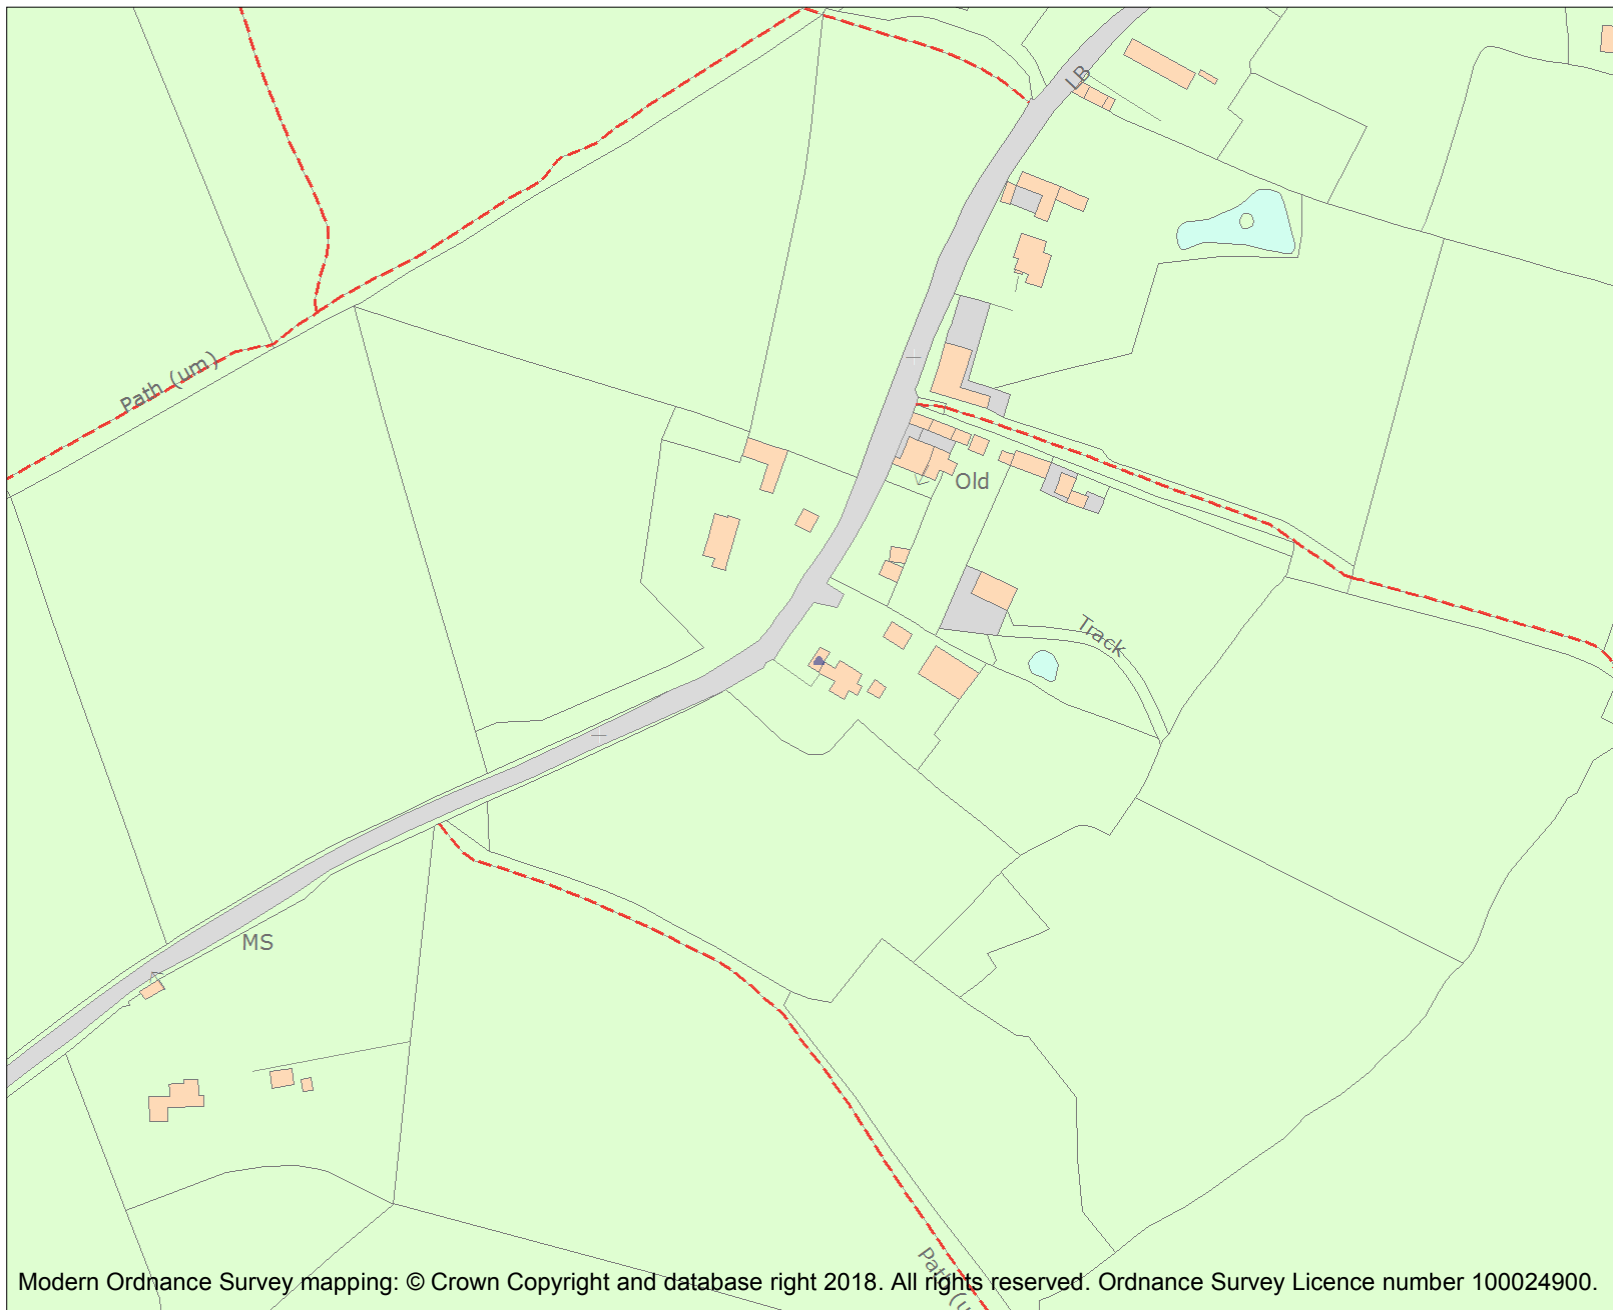 LB
Path (um)
Old
Track
MS
Path (u
Modern Ordnance Survey mapping: © Crown Copyright and database right 2018. All rights reserved. Ordnance Survey Licence number 100024900.